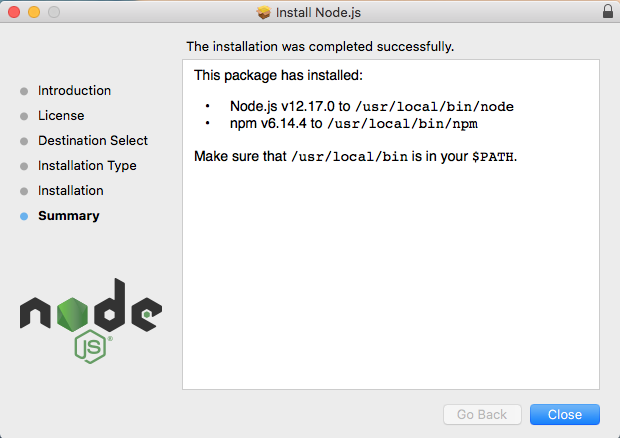 Install Node.js
The installation was completed successfully.
Introduction
License
Destination Select
Installation Type
Installation
Summary
This package has installed:
• Node.js v12.17.0 to /usr/local/bin/node
• npm v6.14.4 to /usr/local/bin/npm
Make sure that /usr/local/bin is in your $PATH.
node
JS®
Go Back
Close